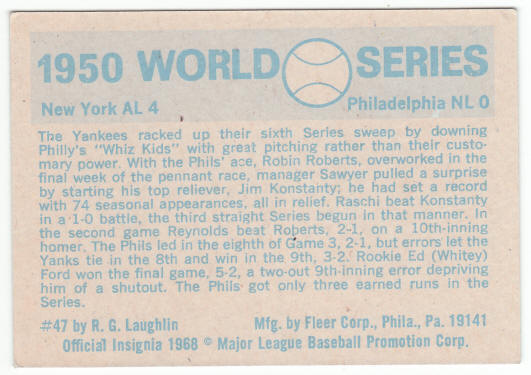 1950 WORLD SERIES
New York AL 4 Philadelphia NL 0
The Yankees racked up their sixth Series sweep by downing
Philly's "Whiz Kids" with great pitching rather than their custo-
mary power. With the Phils' ace, Robin Roberts, overworked in the
final week of the pennant race, manager Sawyer pulled a surprise
by starting his top reliever, Jim Konstanty; he had set a record
with 74 seasonal appearances, all in relief. Raschi beat Konstanty
in a 1-0 battle, the third straight Series begun in that manner. In
the second game Reynolds beat Roberts, 2-1, on a 10th-inning
homer. The Phils led in the eighth of Game 3, 2-1, but errors let the
Yanks tie in the 8th and win in the 9th, 3-2. Rookie Ed (Whitey)
Ford won the final game, 5-2, a two-out 9th-inning error depriving
him of a shutout. The Phils got only three earned runs in the
Series.
#47 by R. G. Laughlin Mfg. by Fleer Corp., Phila., Pa. 19141
Official Insignia 1968 © Major League Baseball Promotion Corp.